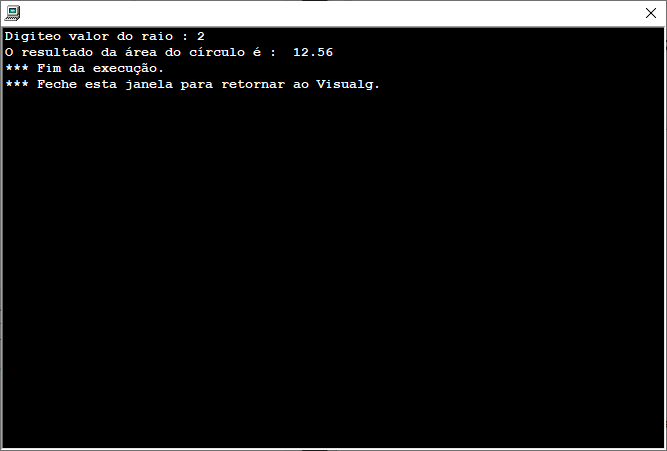 Digiteo valor do raio : 2
O resultado da área do círculo é :  12.56
*** Fim da execução.
*** Feche esta janela para retornar ao Visualg.